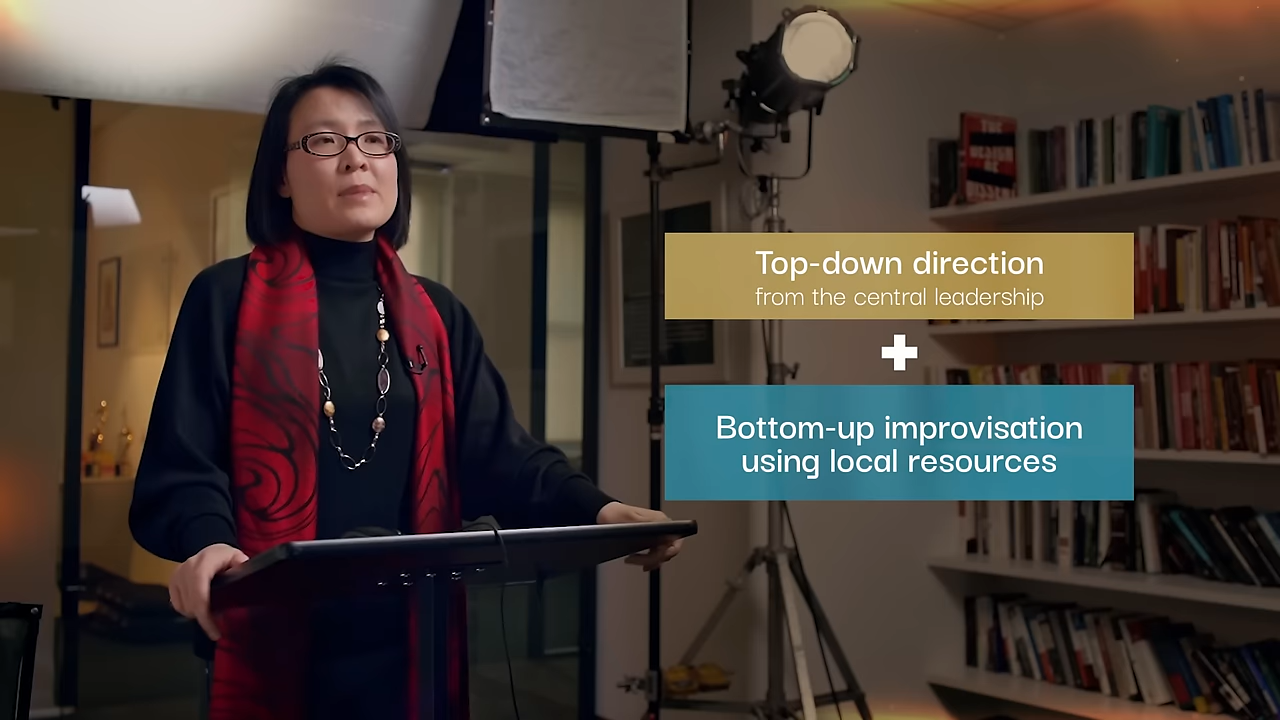 Top-down direction
from the central leadership
Bottom-up improvisation
using local resources